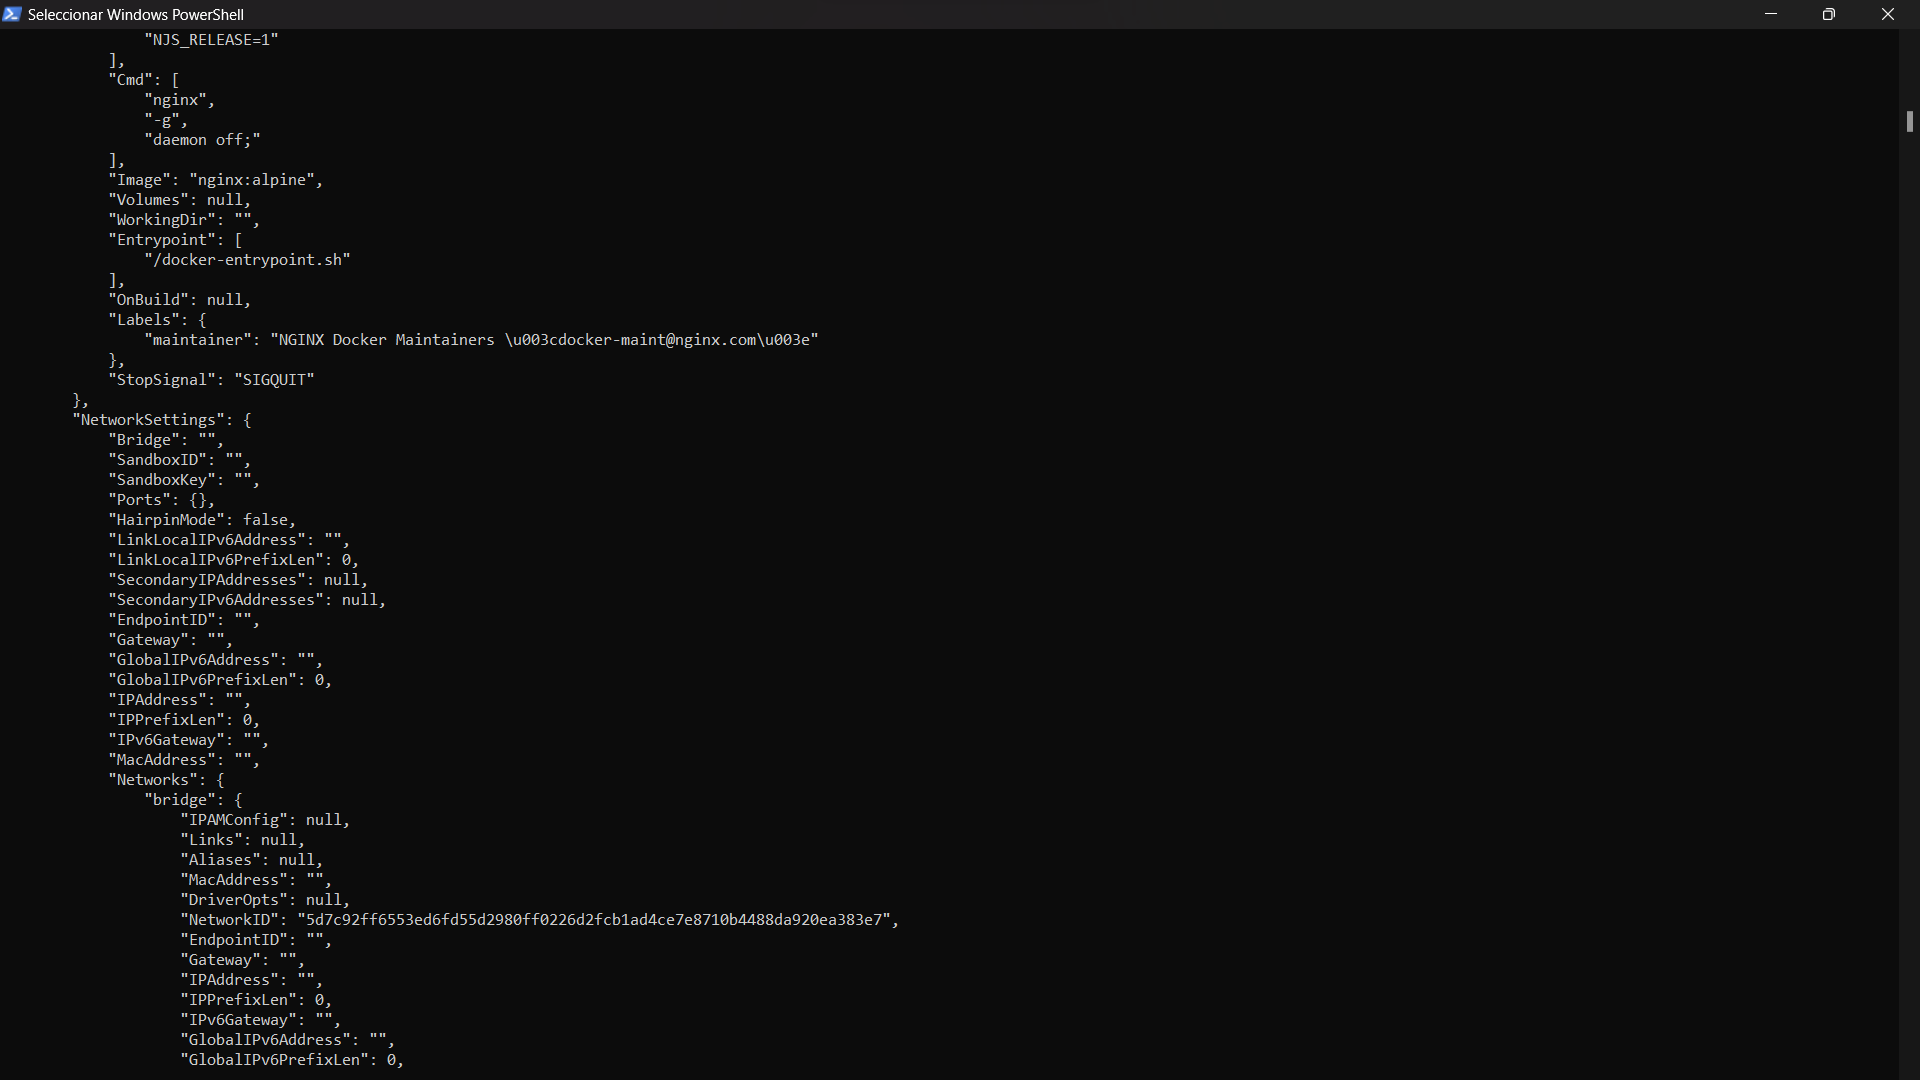 Seleccionar Windows PowerShell
"NJS_RELEASE=1"
],
"Cmd": [
"nginx",
"-g",
"daemon off;"
],
"Image": "nginx:alpine",
"Volumes": null,
"WorkingDir": "",
"Entrypoint": [
"/docker-entrypoint.sh"
],
"OnBuild": null,
"Labels": {
"maintainer": "NGINX Docker Maintainers \u003cdocker-maint@nginx.com\u003e"
},
"StopSignal": "SIGQUIT"
},
"NetworkSettings": {
"Bridge": "",
"SandboxID": "",
"SandboxKey": "",
"Ports": {},
"HairpinMode": false,
"LinkLocalIPv6Address": "",
"LinkLocalIPv6PrefixLen": 0,
"SecondaryIPAddresses": null,
"SecondaryIPv6Addresses": null,
"EndpointID": "",
"Gateway": "",
"GlobalIPv6Address": "",
"GlobalIPv6PrefixLen": 0,
"IPAddress": "",
"IPPrefixLen": 0,
"IPv6Gateway": "",
"MacAddress": "",
"Networks": {
"bridge": {
"IPAMConfig": null,
"Links": null,
"Aliases": null,
"MacAddress": "",
"DriverOpts": null,
"NetworkID": "5d7c92ff6553ed6fd55d2980ff0226d2fcb1ad4ce7e8710b4488da920ea383e7",
"EndpointID": "",
"Gateway": "",
"IPAddress": "",
"IPPrefixLen": 0,
"IPv6Gateway": "",
"GlobalIPv6Address": "",
"GlobalIPv6PrefixLen": 0,